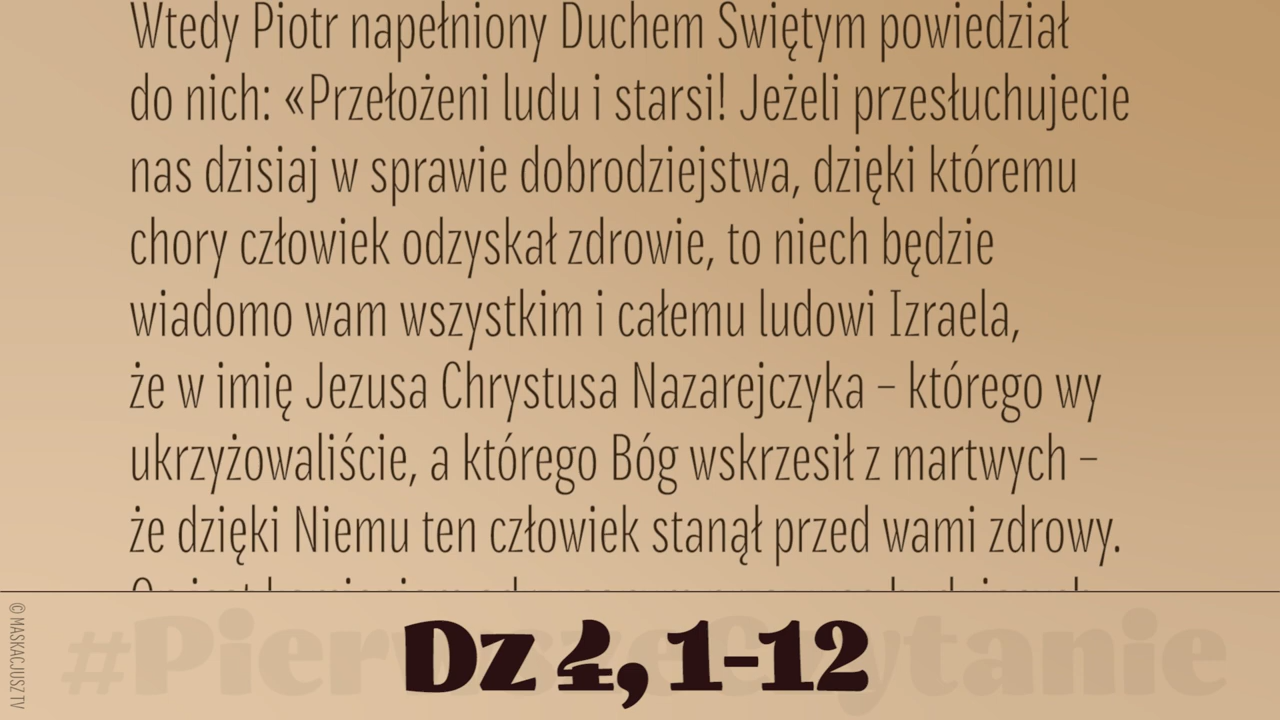 Wtedy Piotr napełniony Duchem Świętym powiedział
do nich: «Przełożeni ludu i starsi! Jeżeli przesłuchujecie
nas dzisiaj w sprawie dobrodziejstwa, dzięki któremu
chory człowiek odzyskał zdrowie, to niech będzie
wiadomo wam wszystkim i całemu ludowi Izraela,
że w imię Jezusa Chrystusa Nazarejczyka – którego wy
ukrzyżowaliście, a którego Bóg wskrzesił z martwych –
że dzięki Niemu ten człowiek stanął przed wami zdrowy.
#PierwszeCzytanie
Dz 4, 1-12
© MASKACJUSZ TV